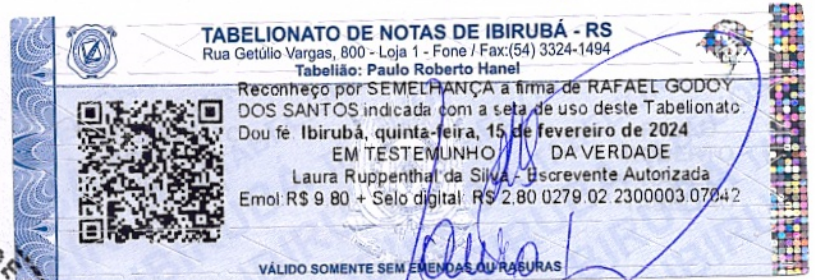 TABELIONATO DE NOTAS DE IBIRUBÁ - RS
Rua Getúlio Vargas, 800 - Loja 1 - Fone / Fax:(54) 3324-1494
Tabelião: Paulo Roberto Hanel
Reconheço por SEMELHANÇA a firma de RAFAEL GODOY
DOS SANTOS indicada com a seta de uso deste Tabelionato.
Dou fé. Ibirubá, quinta-feira, 15 de fevereiro de 2024
EM TESTEMUNHO DA VERDADE
Laura Ruppenthal da Silva - Escrevente Autorizada
Emol:R$ 9.80 + Selo digital: R$ 2.80 0279.02.2300003.07042
VÁLIDO SOMENTE SEM EMENDAS OU RASURAS